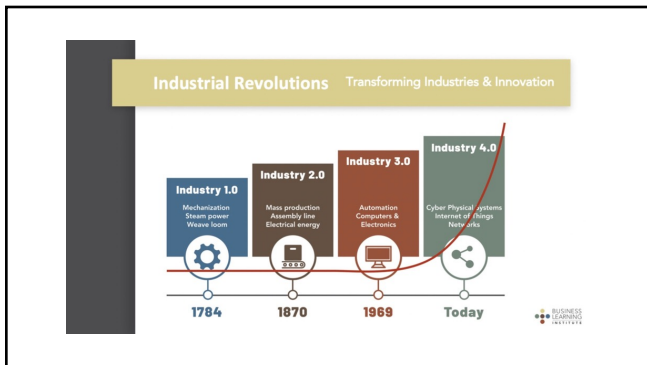 Industrial Revolutions Transforming Industries & Innovation
Industry 1.0
Mechanization
Steam power
Weave loom
Industry 2.0
Mass production
Assembly line
Electrical energy
Industry 3.0
Automation
Computers &
Electronics
Industry 4.0
Cyber Physical Systems
Internet of Things
Networks
1784
1870
1969
Today
BUSINESS
LEARNING
INSTITUTE